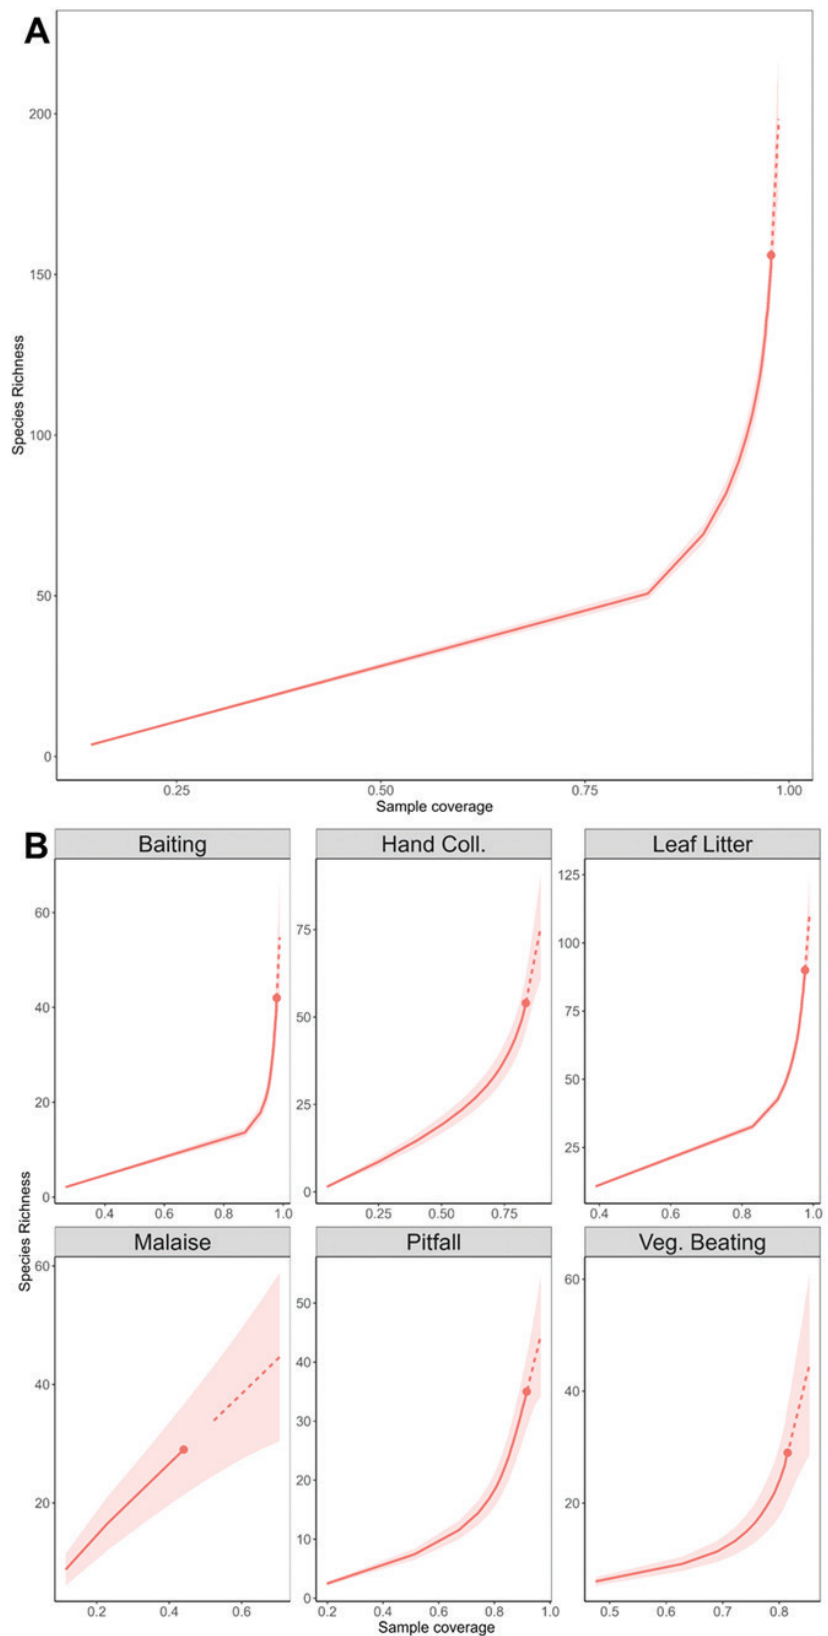 A
200
150
100
50
0
Species Richness
0.25 0.50 0.75 1.00
Sample coverage
B
Baiting Hand Coll. Leaf Litter
60
40
20
0
75
50
25
0
125
100
75
50
25
0.4 0.6 0.8 1.0 0.25 0.50 0.75 0.4 0.6 0.8 1.0
Species Richness
Malaise Pitfall Veg. Beating
60
40
20
50
40
30
20
10
0
60
40
20
0.2 0.4 0.6 0.2 0.4 0.6 0.8 1.0 0.5 0.6 0.7 0.8
Sample coverage